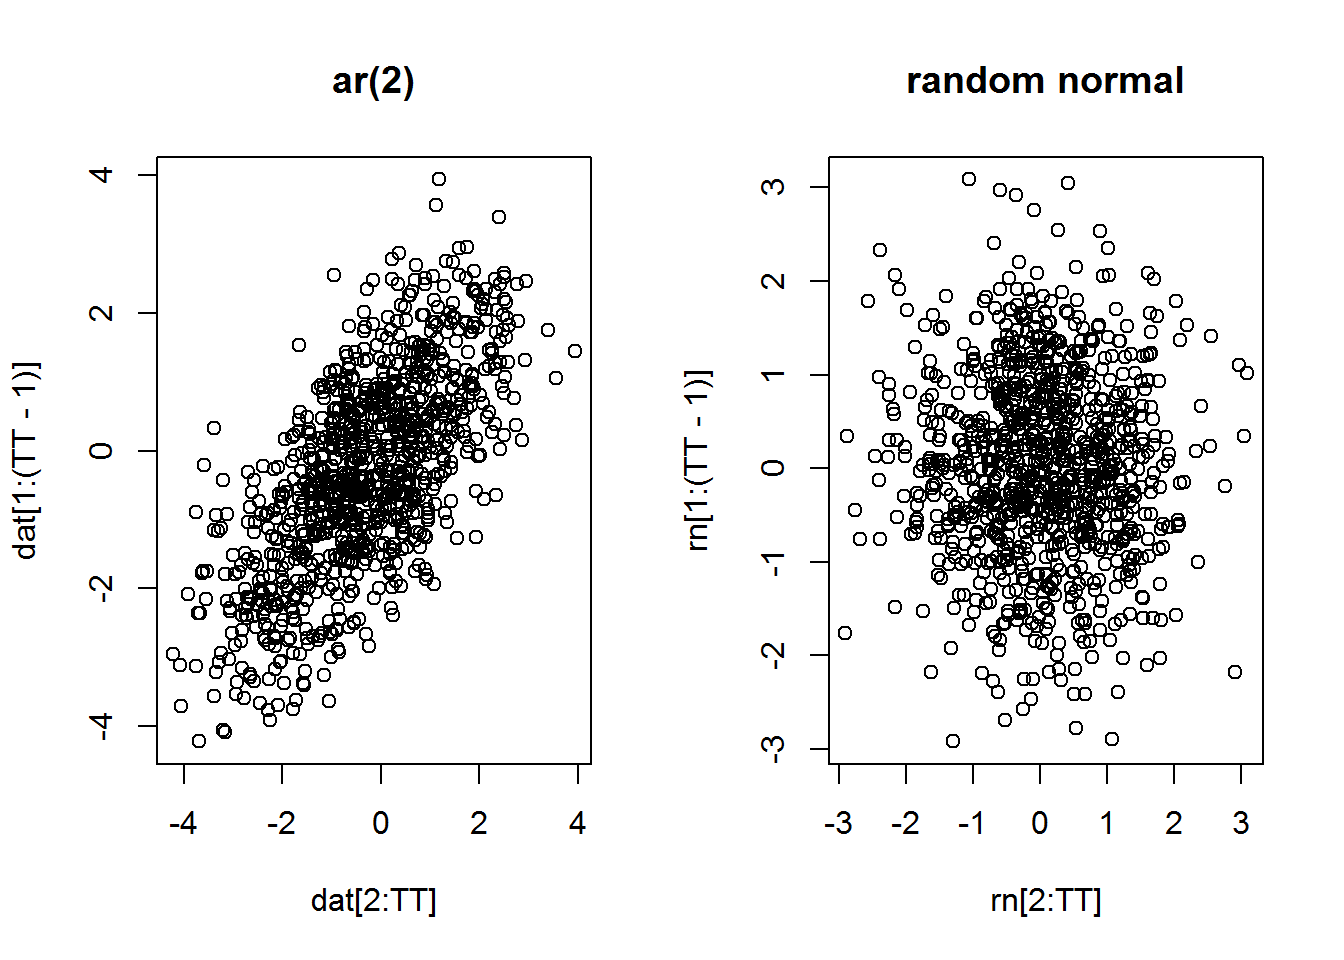 ar(2)
dat[1:(TT - 1)]
4
2
0
-2
-4
-4 -2 0 2 4
dat[2:TT]
random normal
rn[1:(TT - 1)]
3
2
1
0
-1
-2
-3
-3 -2 -1 0 1 2 3
rn[2:TT]